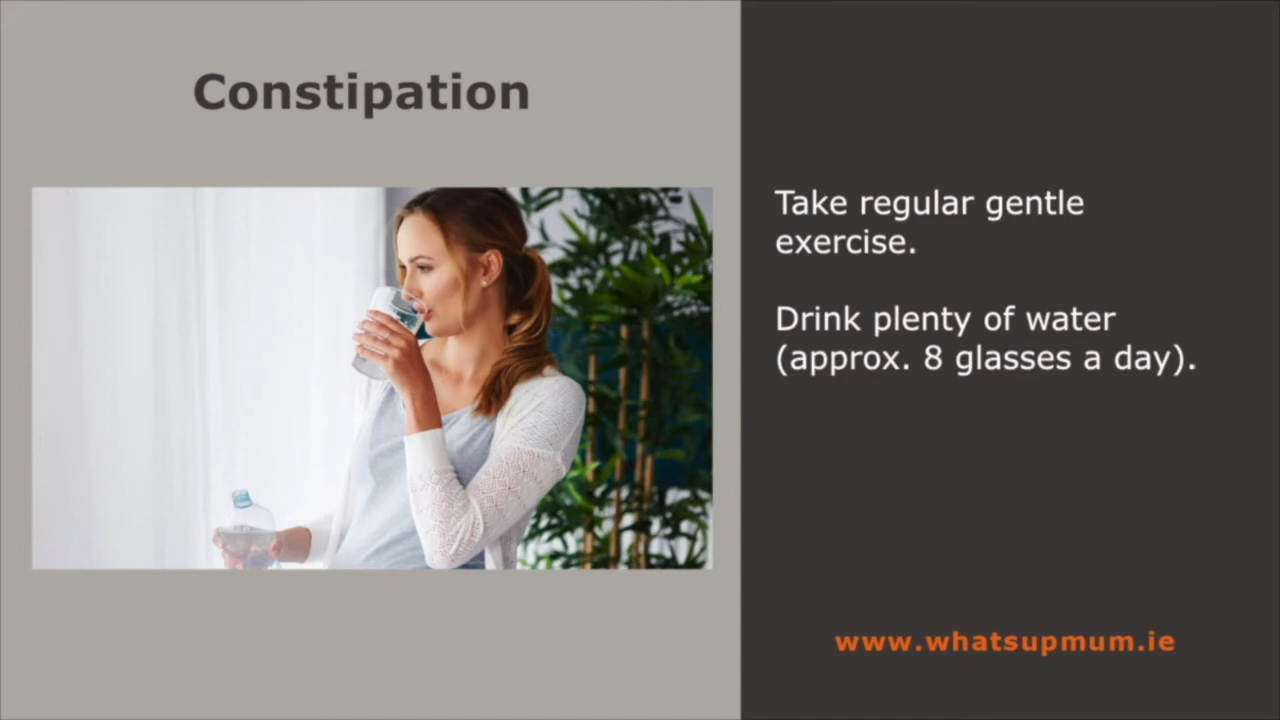 Constipation
Take regular gentle
exercise.
Drink plenty of water
(approx. 8 glasses a day).
www.whatsupmum.ie